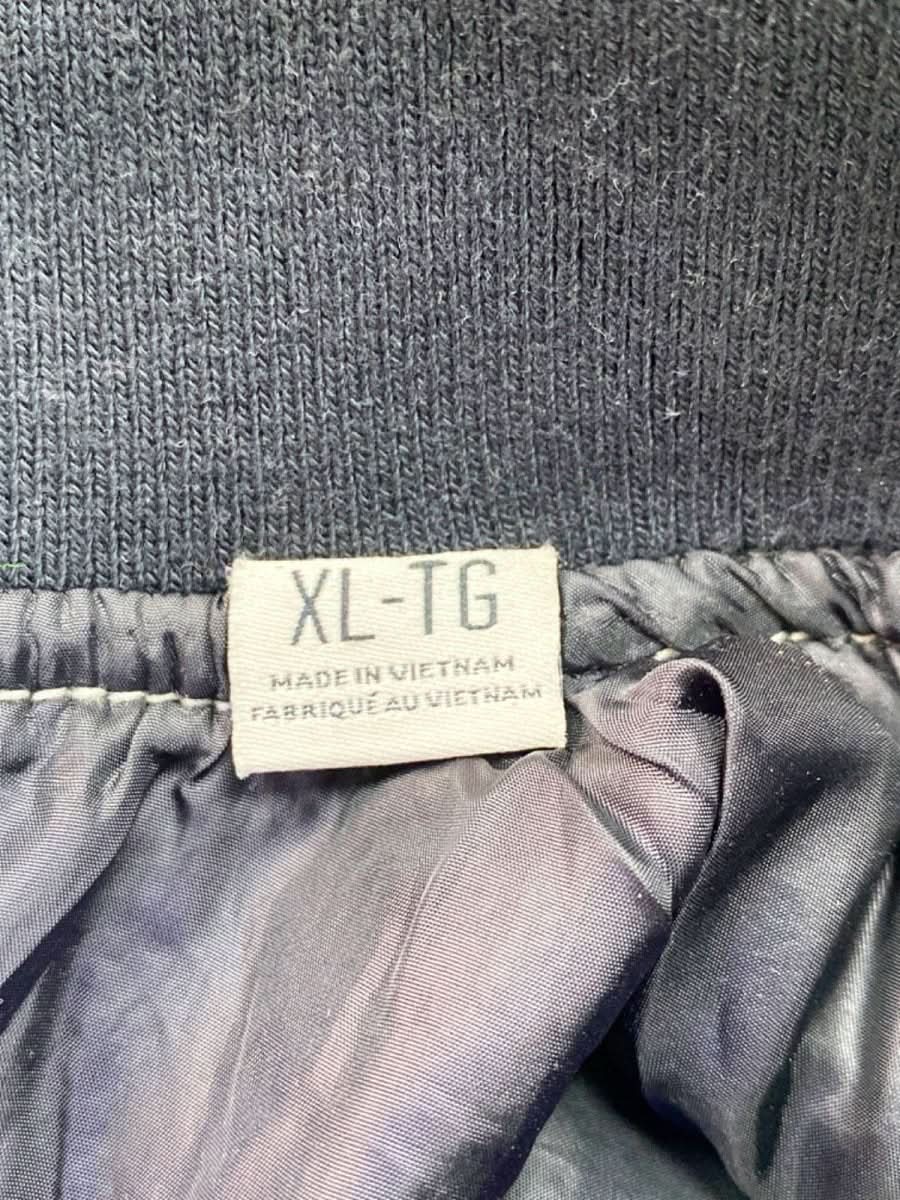 XL-TG
MADE IN VIETNAM
FABRIQUÉ AU VIETNAM